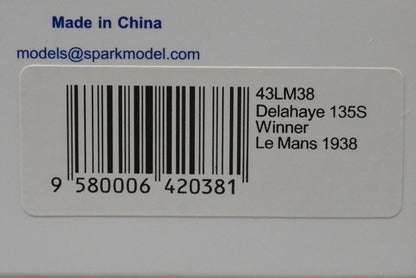 Made in China
models@sparkmodel.com
43LM38
Delahaye 135S
Winner
Le Mans 1938
9 580006 420381